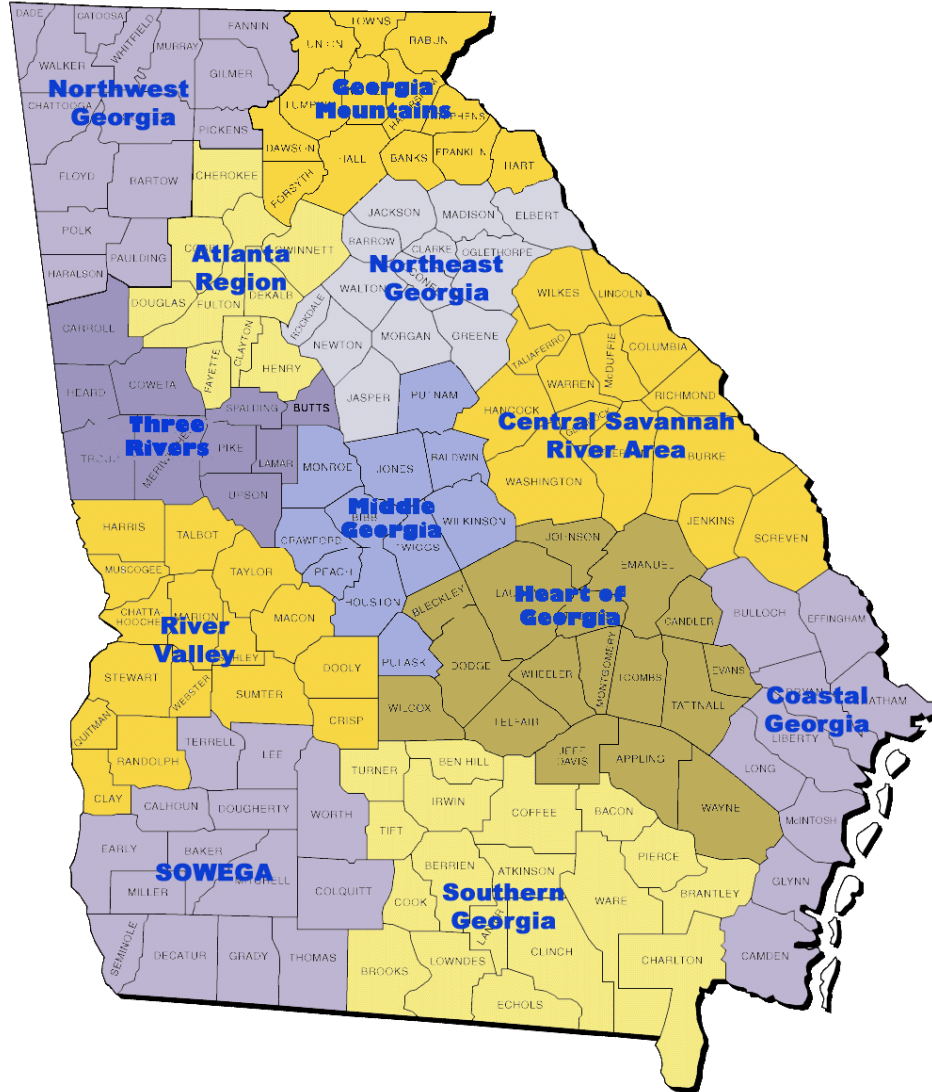 DADE
CATOOSA
WHITFIELD
MURRAY
FANNIN
TOWNS
RABUN
WALKER
GILMER
Northwest
Georgia
CHATTOOGA
PICKENS
Georgia
Mountains
DAWSON
HALL
BANKS
FRANKLIN
HART
FORSYTH
FLOYD
BARTOW
CHEROKEE
POLK
PAULDING
HARALSON
JACKSON
MADISON
ELBERT
BARROW
CLARKE
OGLETHORPE
Atlanta
Region
Northeast
Georgia
WALTON
DOUGLAS
FULTON
DEKALB
ROCKDALE
NEWTON
MORGAN
GREENE
WILKES
LINCOLN
CARROLL
FAYETTE
CLAYTON
HENRY
TALIAFERRO
McDUFFIE
COLUMBIA
HEARD
COWETA
SPALDING
BUTTS
JASPER
PUTNAM
WARREN
RICHMOND
HANCOCK
Three
Rivers
PIKE
LAMAR
UPSON
MONROE
JONES
BALDWIN
Central Savannah
River Area
BURKE
WASHINGTON
Middle
Georgia
BIBB
WILKINSON
CRAWFORD
TWIGGS
PEACH
HOUSTON
JENKINS
SCREVEN
HARRIS
TALBOT
MUSCOGEE
TAYLOR
CHATTA
HOOCHEE
MARION
MACON
JOHNSON
EMANUEL
BLECKLEY
Heart of
Georgia
CANDLER
BULLOCH
EFFINGHAM
River
Valley
STEWART
WEBSTER
SUMTER
DOOLY
CRISP
PULASK
DODGE
WHEELER
MONTGOMERY
TOOMBS
EVANS
TATTNALL
Coastal
Georgia
LIBERTY
LONG
WILCOX
TELFAIR
JEFF
DAVIS
APPLING
WAYNE
McINTOSH
QUITMAN
RANDOLPH
CLAY
TERRELL
LEE
TURNER
BEN HILL
CALHOUN
DOUGHERTY
WORTH
IRWIN
COFFEE
BACON
TIFT
PIERCE
EARLY
BAKER
SOWEGA
MITCHELL
MILLER
COLQUITT
BERRIEN
ATKINSON
COOK
Southern
Georgia
WARE
BRANTLEY
GLYNN
CLINCH
SEMINOLE
DECATUR
GRADY
THOMAS
BROOKS
LOWNDES
ECHOLS
CHARLTON
CAMDEN